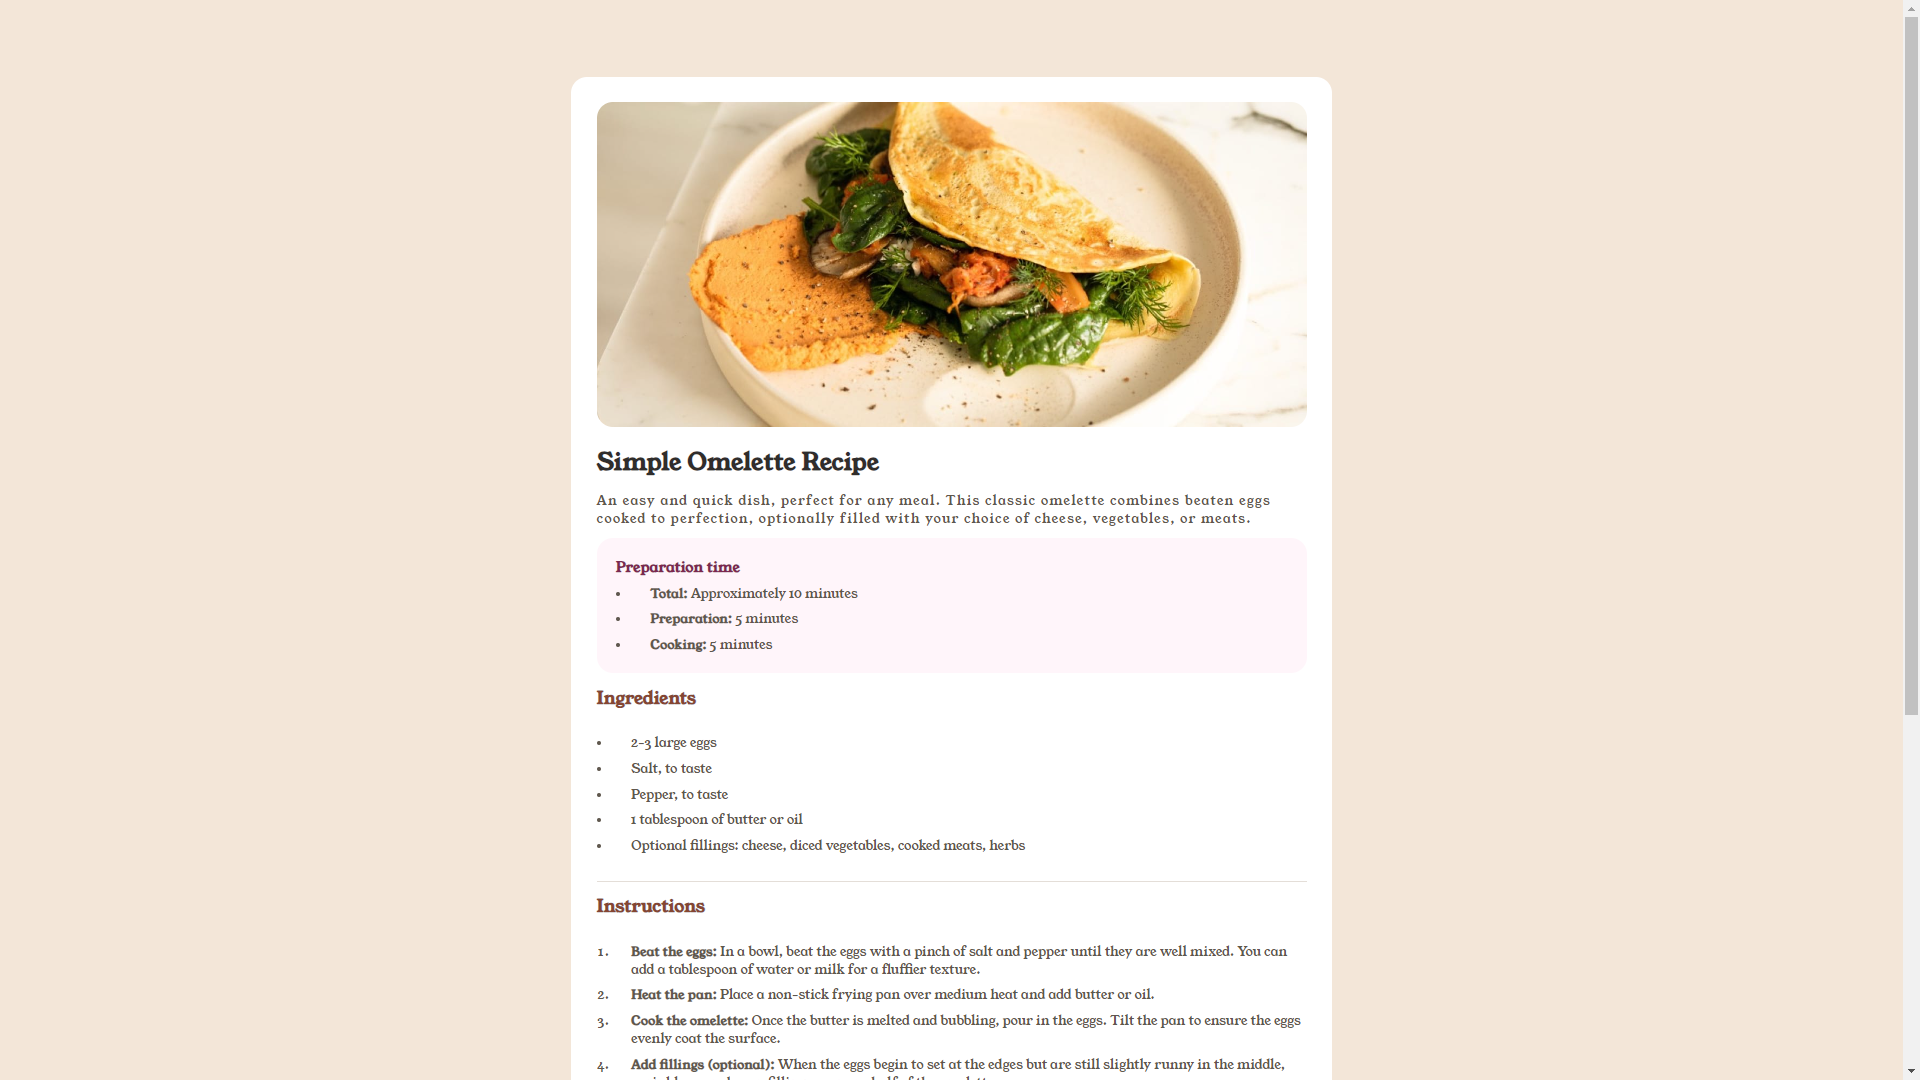 Simple Omelette Recipe
An easy and quick dish, perfect for any meal. This classic omelette combines beaten eggs
cooked to perfection, optionally filled with your choice of cheese, vegetables, or meats.
Preparation time
• Total: Approximately 10 minutes
• Preparation: 5 minutes
• Cooking: 5 minutes
Ingredients
• 2-3 large eggs
• Salt, to taste
• Pepper, to taste
• 1 tablespoon of butter or oil
• Optional fillings: cheese, diced vegetables, cooked meats, herbs
Instructions
1. Beat the eggs: In a bowl, beat the eggs with a pinch of salt and pepper until they are well mixed. You can
add a tablespoon of water or milk for a fluffier texture.
2. Heat the pan: Place a non-stick frying pan over medium heat and add butter or oil.
3. Cook the omelette: Once the butter is melted and bubbling, pour in the eggs. Tilt the pan to ensure the eggs
evenly coat the surface.
4. Add fillings (optional): When the eggs begin to set at the edges but are still slightly runny in the middle,